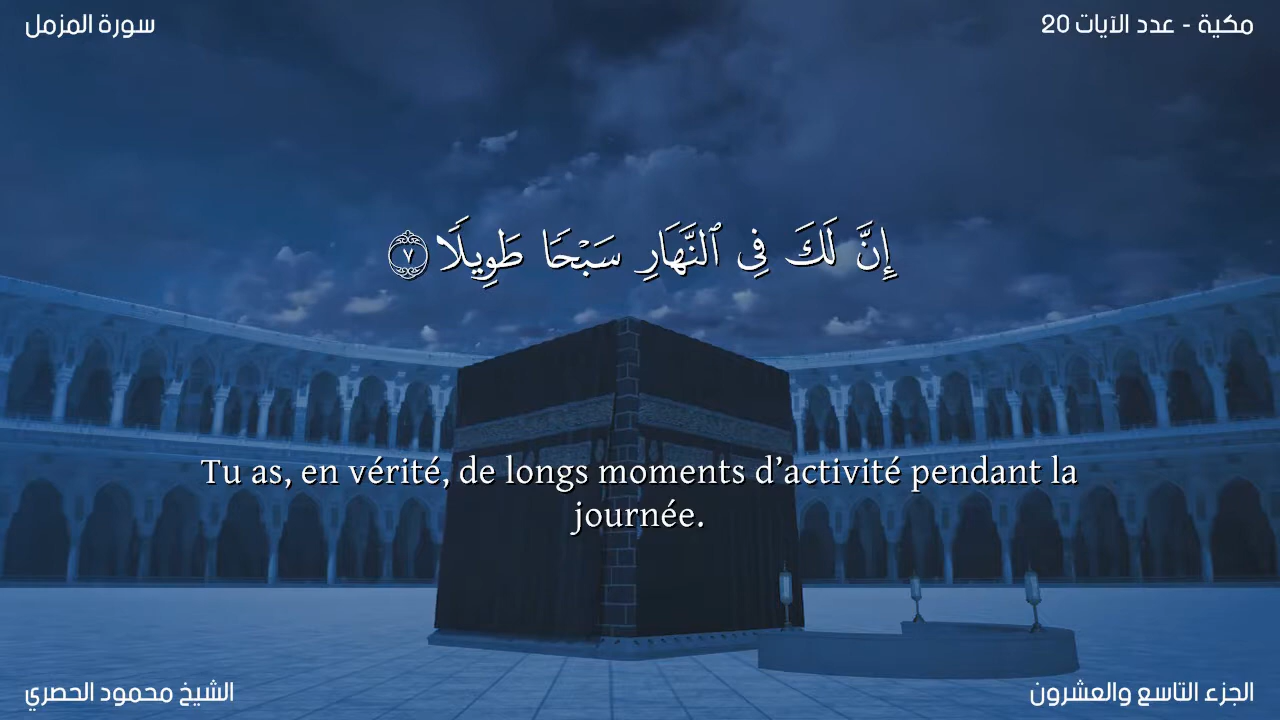 سورة المزمل
مكية - عدد الآيات 20
إِنَّ لَكَ فِى ٱلنَّهَارِ سَبْحًا طَوِيلًا ٧
Tu as, en vérité, de longs moments d’activité pendant la
journée.
الشيخ محمود الحصري
الجزء التاسع والعشرون